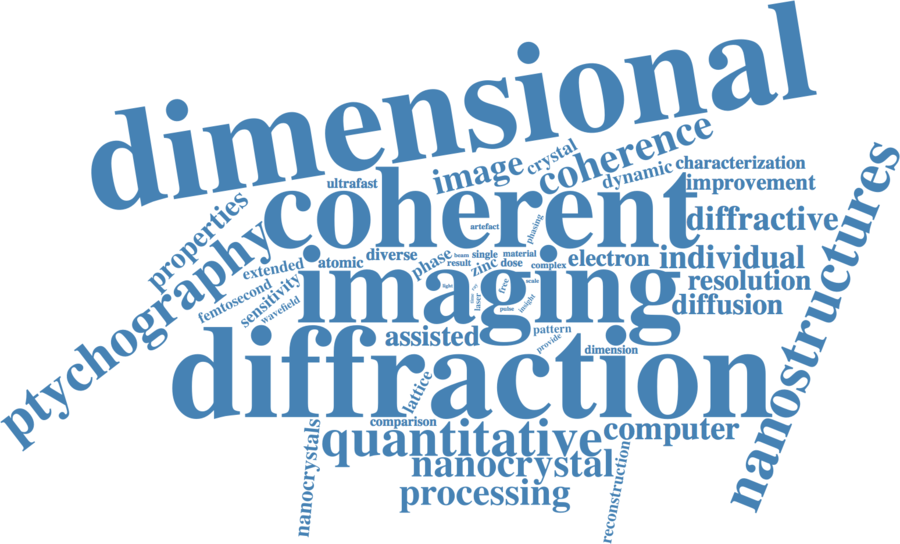 dimensional
coherence
image
crystal
dynamic
characterization
ultrafast
improvement
coherent
properties
artefact
phasing
diffractive
nanostructures
ptychography
extended
atomic
diverse
phase
beam
single
material
result
zinc
dose
complex
electron
individual
femtosecond
sensitivity
wavefield
imaging
light
laser
free
scale
pulse
insight
resolution
diffusion
assisted
pattern
provide
dimension
diffraction
lattice
comparison
nanocrystals
quantitative
computer
nanocrystal
reconstruction
processing